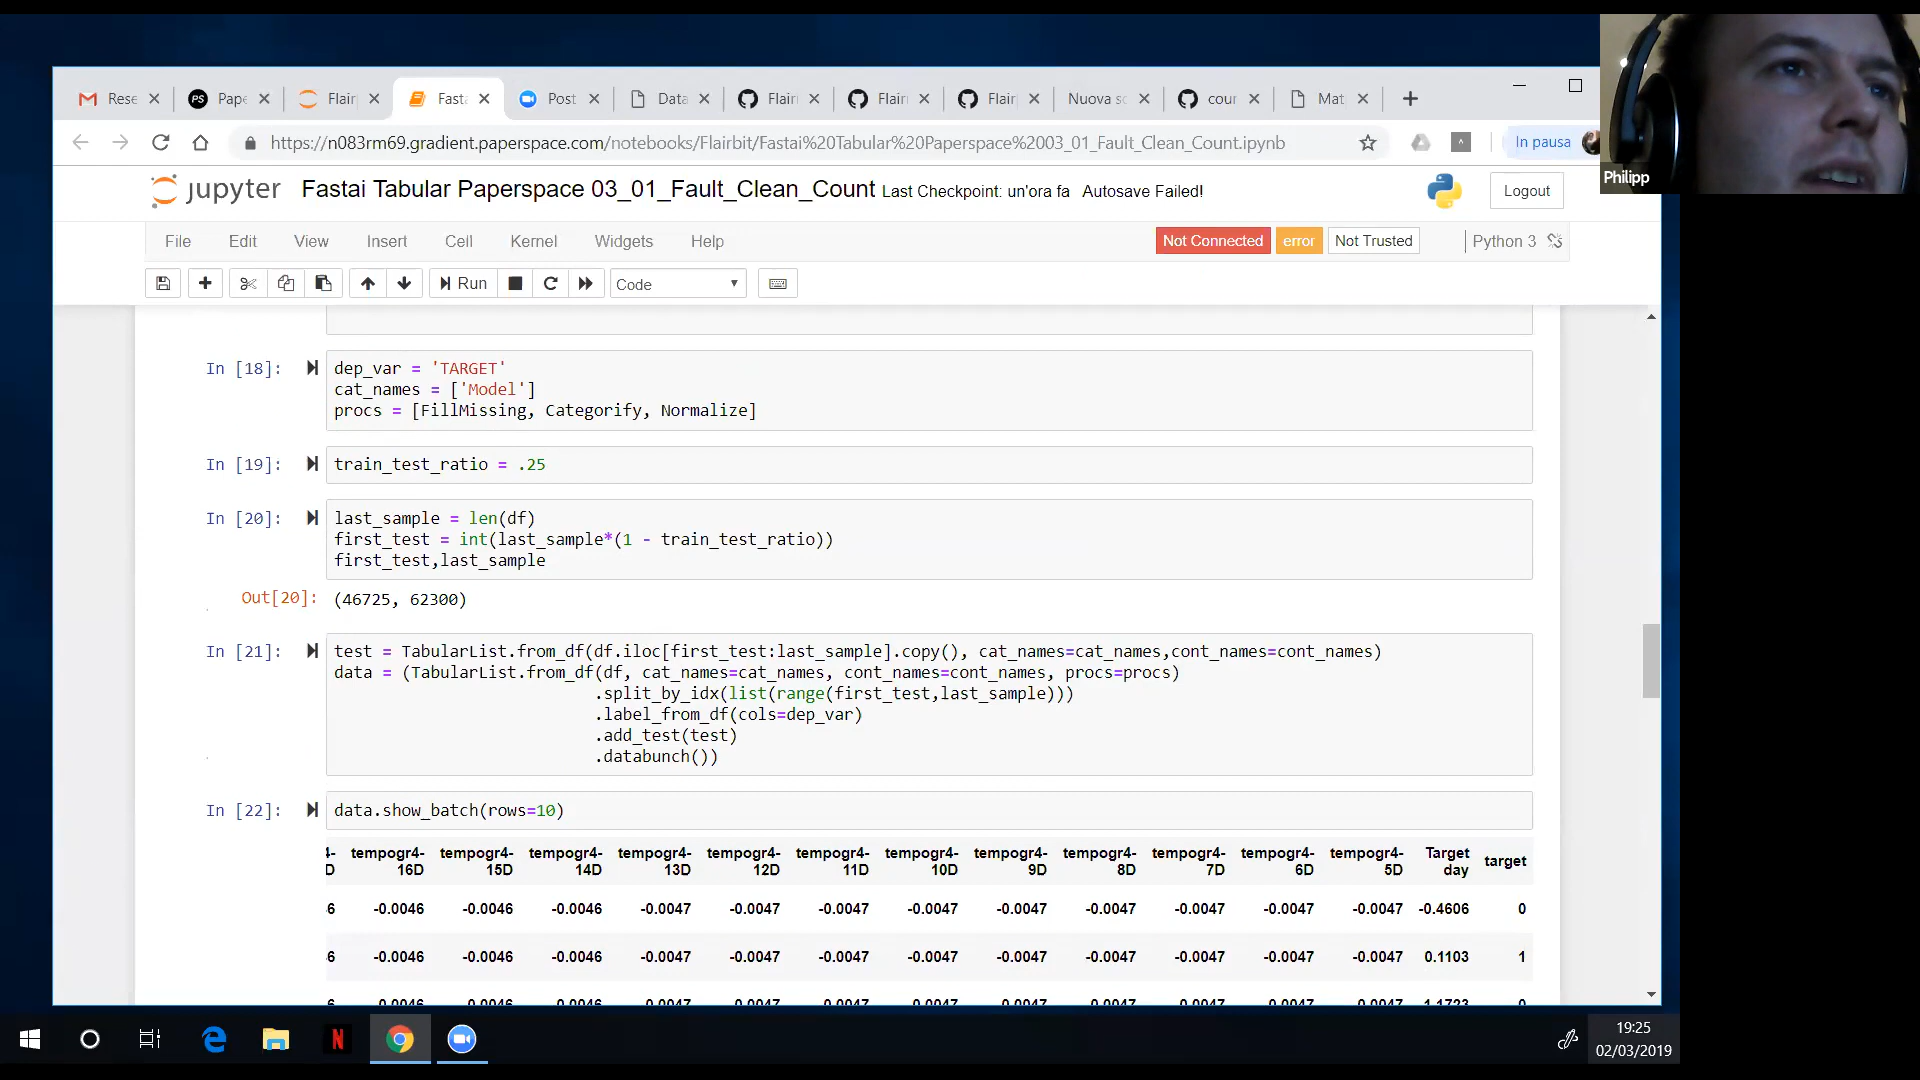 Rese
Pape
Flair
Fasta
Post
Data
Flairl
Flairl
Flair
Nuova so
cour
Mat
https://n083rm69.gradient.paperspace.com/notebooks/Flairbit/Fastai%20Tabular%20Paperspace%2003_01_Fault_Clean_Count.ipynb
In pausa
Philipp
jupyter
Fastai Tabular Paperspace 03_01_Fault_Clean_Count
Last Checkpoint: un'ora fa
Autosave Failed!
Logout
File
Edit
View
Insert
Cell
Kernel
Widgets
Help
Not Connected
error
Not Trusted
Python 3
Run
Code
In [18]:
dep_var = 'TARGET'
cat_names = ['Model']
procs = [FillMissing, Categorify, Normalize]
In [19]:
train_test_ratio = .25
In [20]:
last_sample = len(df)
first_test = int(last_sample*(1 - train_test_ratio))
first_test,last_sample
Out[20]:
(46725, 62300)
In [21]:
test = TabularList.from_df(df.iloc[first_test:last_sample].copy(), cat_names=cat_names,cont_names=cont_names)
data = (TabularList.from_df(df, cat_names=cat_names, cont_names=cont_names, procs=procs)
.split_by_idx(list(range(first_test,last_sample)))
.label_from_df(cols=dep_var)
.add_test(test)
.databunch())
In [22]:
data.show_batch(rows=10)
tempogr4- tempogr4- tempogr4- tempogr4- tempogr4- tempogr4- tempogr4- tempogr4- tempogr4- tempogr4- tempogr4- tempogr4- Target target
16D 15D 14D 13D 12D 11D 10D 9D 8D 7D 6D 5D day
6 -0.0046 -0.0046 -0.0046 -0.0047 -0.0047 -0.0047 -0.0047 -0.0047 -0.0047 -0.0047 -0.0047 -0.0047 -0.4606 0
6 -0.0046 -0.0046 -0.0046 -0.0047 -0.0047 -0.0047 -0.0047 -0.0047 -0.0047 -0.0047 -0.0047 -0.0047 0.1103 1
19:25
02/03/2019